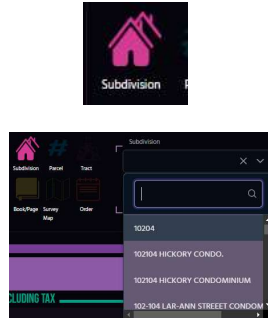 Subdivision
Subdivision
Subdivision
Parcel
Tract
Book/Page
Survey
Map
Order
10204
102104 HICKORY CONDO.
102104 HICKORY CONDOMINIUM
102-104 LAR-ANN STREEET CONDOM
CLUDING TAX